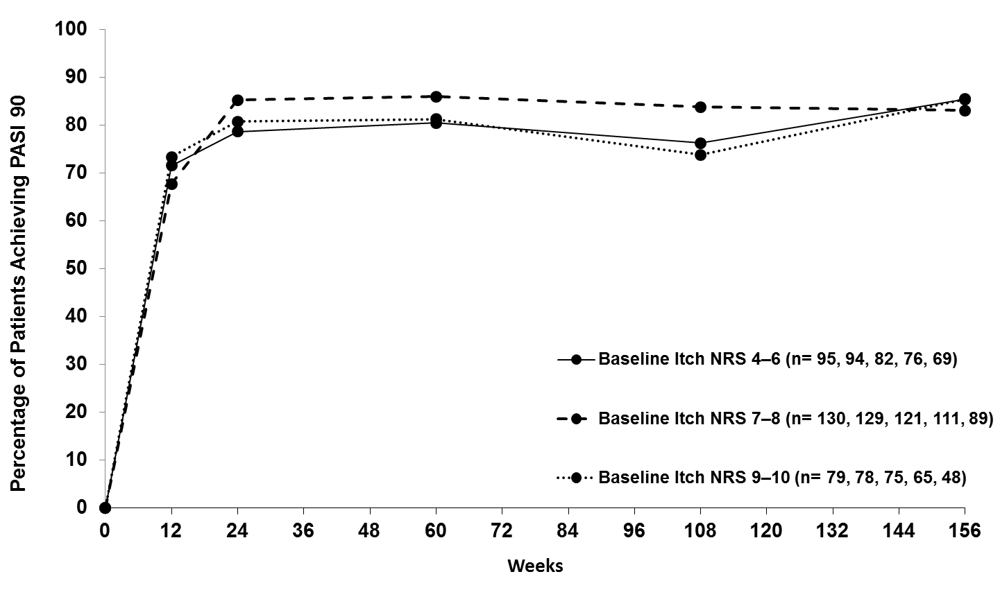 Percentage of Patients Achieving PASI 90
100
90
80
70
60
50
40
30
20
10
0
Baseline Itch NRS 4–6 (n= 95, 94, 82, 76, 69)
Baseline Itch NRS 7–8 (n= 130, 129, 121, 111, 89)
Baseline Itch NRS 9–10 (n= 79, 78, 75, 65, 48)
0 12 24 36 48 60 72 84 96 108 120 132 144 156
Weeks